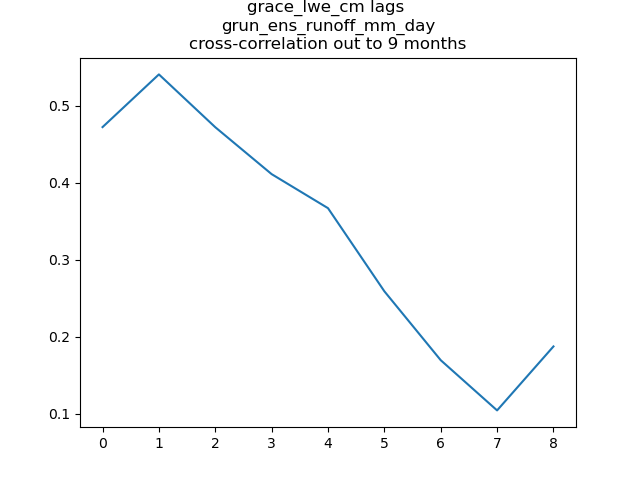 grace_lwe_cm lags
grun_ens_runoff_mm_day
cross-correlation out to 9 months
0.5
0.4
0.3
0.2
0.1
0 1 2 3 4 5 6 7 8